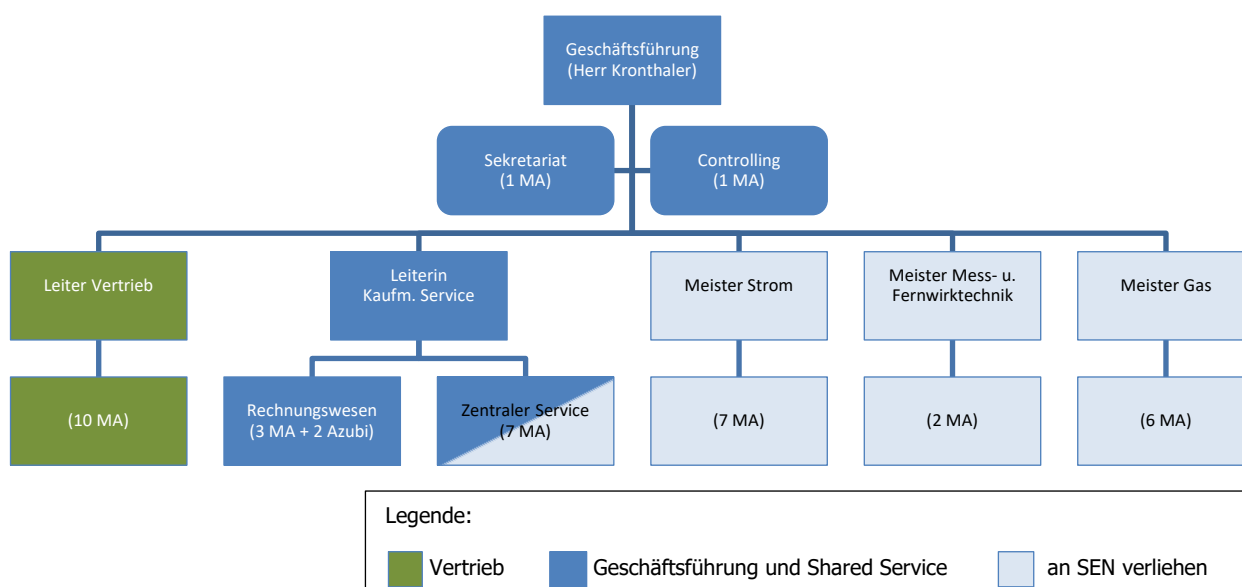 Geschäftsführung
(Herr Kronthaler)
Sekretariat
(1 MA)
Controlling
(1 MA)
Leiter Vertrieb
Leiterin
Kaufm. Service
Meister Strom
Meister Mess- u.
Fernwirktechnik
Meister Gas
(10 MA)
Rechnungswesen
(3 MA + 2 Azubi)
Zentraler Service
(7 MA)
(7 MA)
(2 MA)
(6 MA)
Legende:
Vertrieb
Geschäftsführung und Shared Service
an SEN verliehen